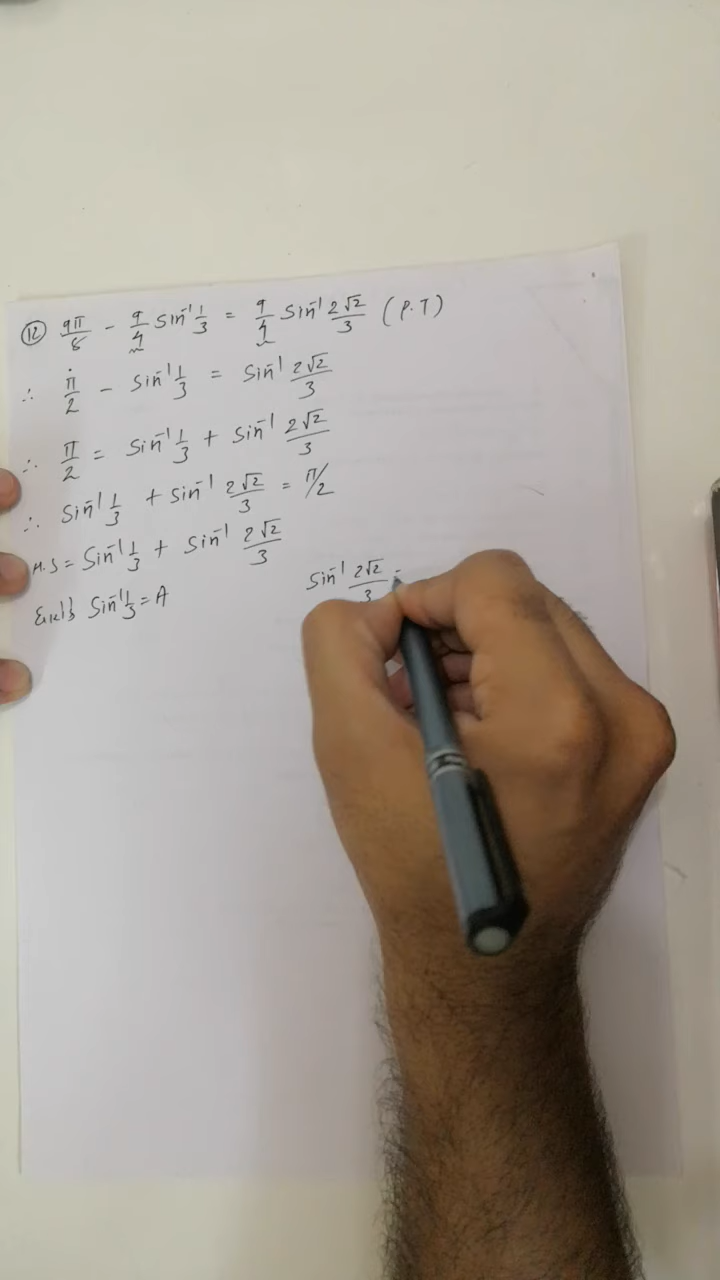 ⑫ 9π/8 - 9/4 sin⁻¹ 1/3 = 9/4 sin⁻¹ 2√2/3 (P.T)
∴ π/2 - sin⁻¹ 1/3 = sin⁻¹ 2√2/3
∴ π/2 = sin⁻¹ 1/3 + sin⁻¹ 2√2/3
∴ sin⁻¹ 1/3 + sin⁻¹ 2√2/3 = π/2
= sin⁻¹ 1/3 + sin⁻¹ 2√2/3
sin⁻¹ 1/3 = A sin⁻¹ 2√2/3 =